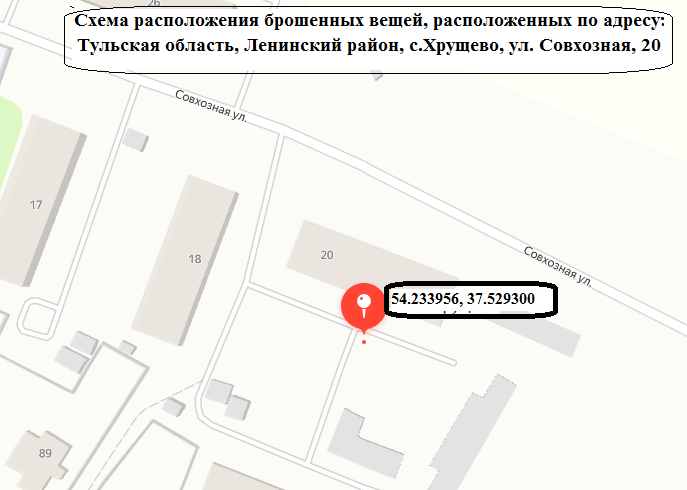 26
Схема расположения брошенных вещей, расположенных по адресу:
Тульская область, Ленинский район, с.Хрущево, ул. Совхозная, 20
Совхозная ул.
17
18
20
Совхозная ул.
54.233956, 37.529300
89